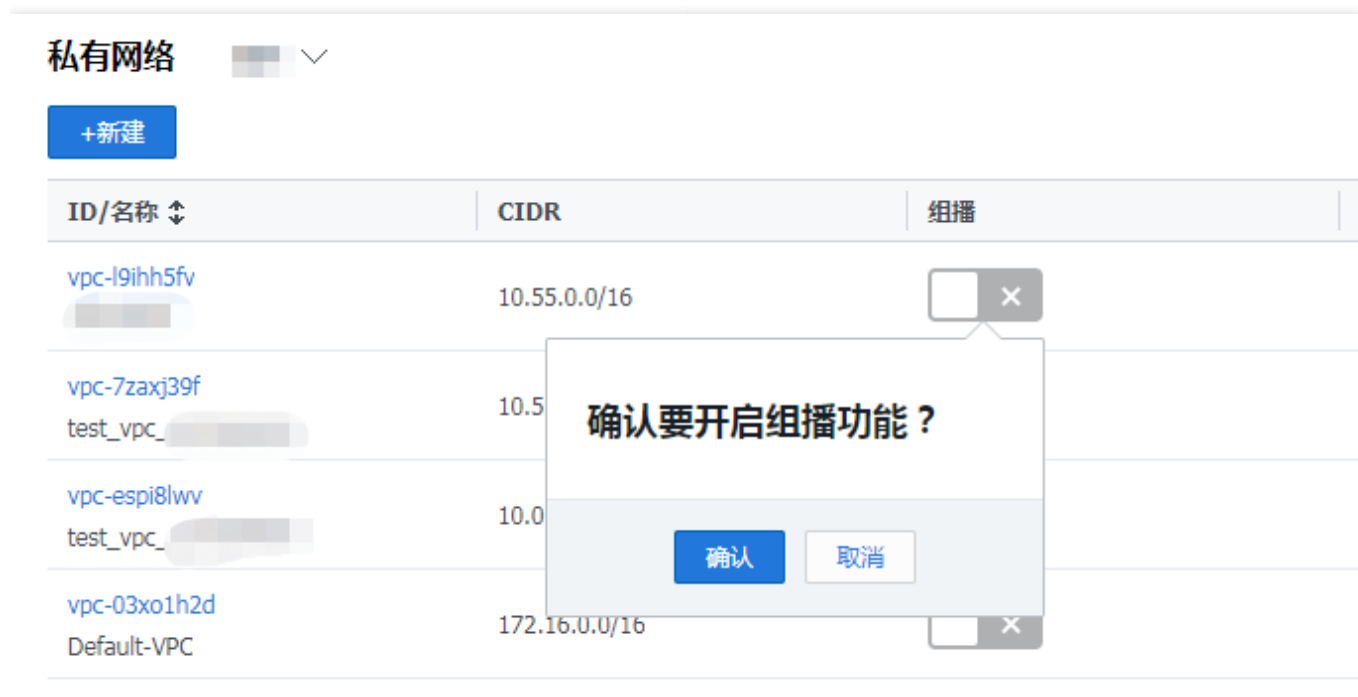 私有网络
+新建
ID/名称 CIDR 组播
vpc-l9ihh5fv
10.55.0.0/16
vpc-7zaxj39f
test_vpc_
10.5
确认要开启组播功能？
vpc-espi8lwv
test_vpc_
10.0
确认 取消
vpc-03xo1h2d
Default-VPC
172.16.0.0/16